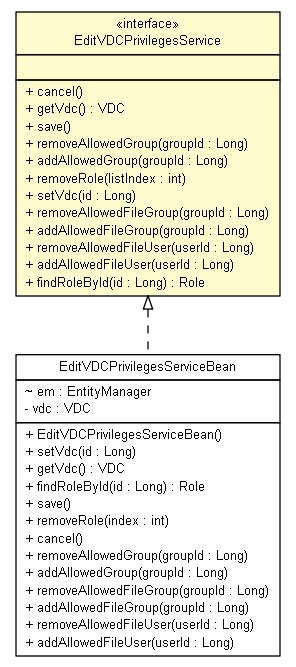 «interface»
EditVDCPrivilegesService
+ cancel()
+ getVdc() : VDC
+ save()
+ removeAllowedGroup(groupId : Long)
+ addAllowedGroup(groupId : Long)
+ removeRole(listIndex : int)
+ setVdc(id : Long)
+ removeAllowedFileGroup(groupId : Long)
+ addAllowedFileGroup(groupId : Long)
+ removeAllowedFileUser(userId : Long)
+ addAllowedFileUser(userId : Long)
+ findRoleById(id : Long) : Role
EditVDCPrivilegesServiceBean
~ em : EntityManager
- vdc : VDC
+ EditVDCPrivilegesServiceBean()
+ setVdc(id : Long)
+ getVdc() : VDC
+ findRoleById(id : Long) : Role
+ save()
+ removeRole(index : int)
+ cancel()
+ removeAllowedGroup(groupId : Long)
+ addAllowedGroup(groupId : Long)
+ removeAllowedFileGroup(groupId : Long)
+ addAllowedFileGroup(groupId : Long)
+ removeAllowedFileUser(userId : Long)
+ addAllowedFileUser(userId : Long)